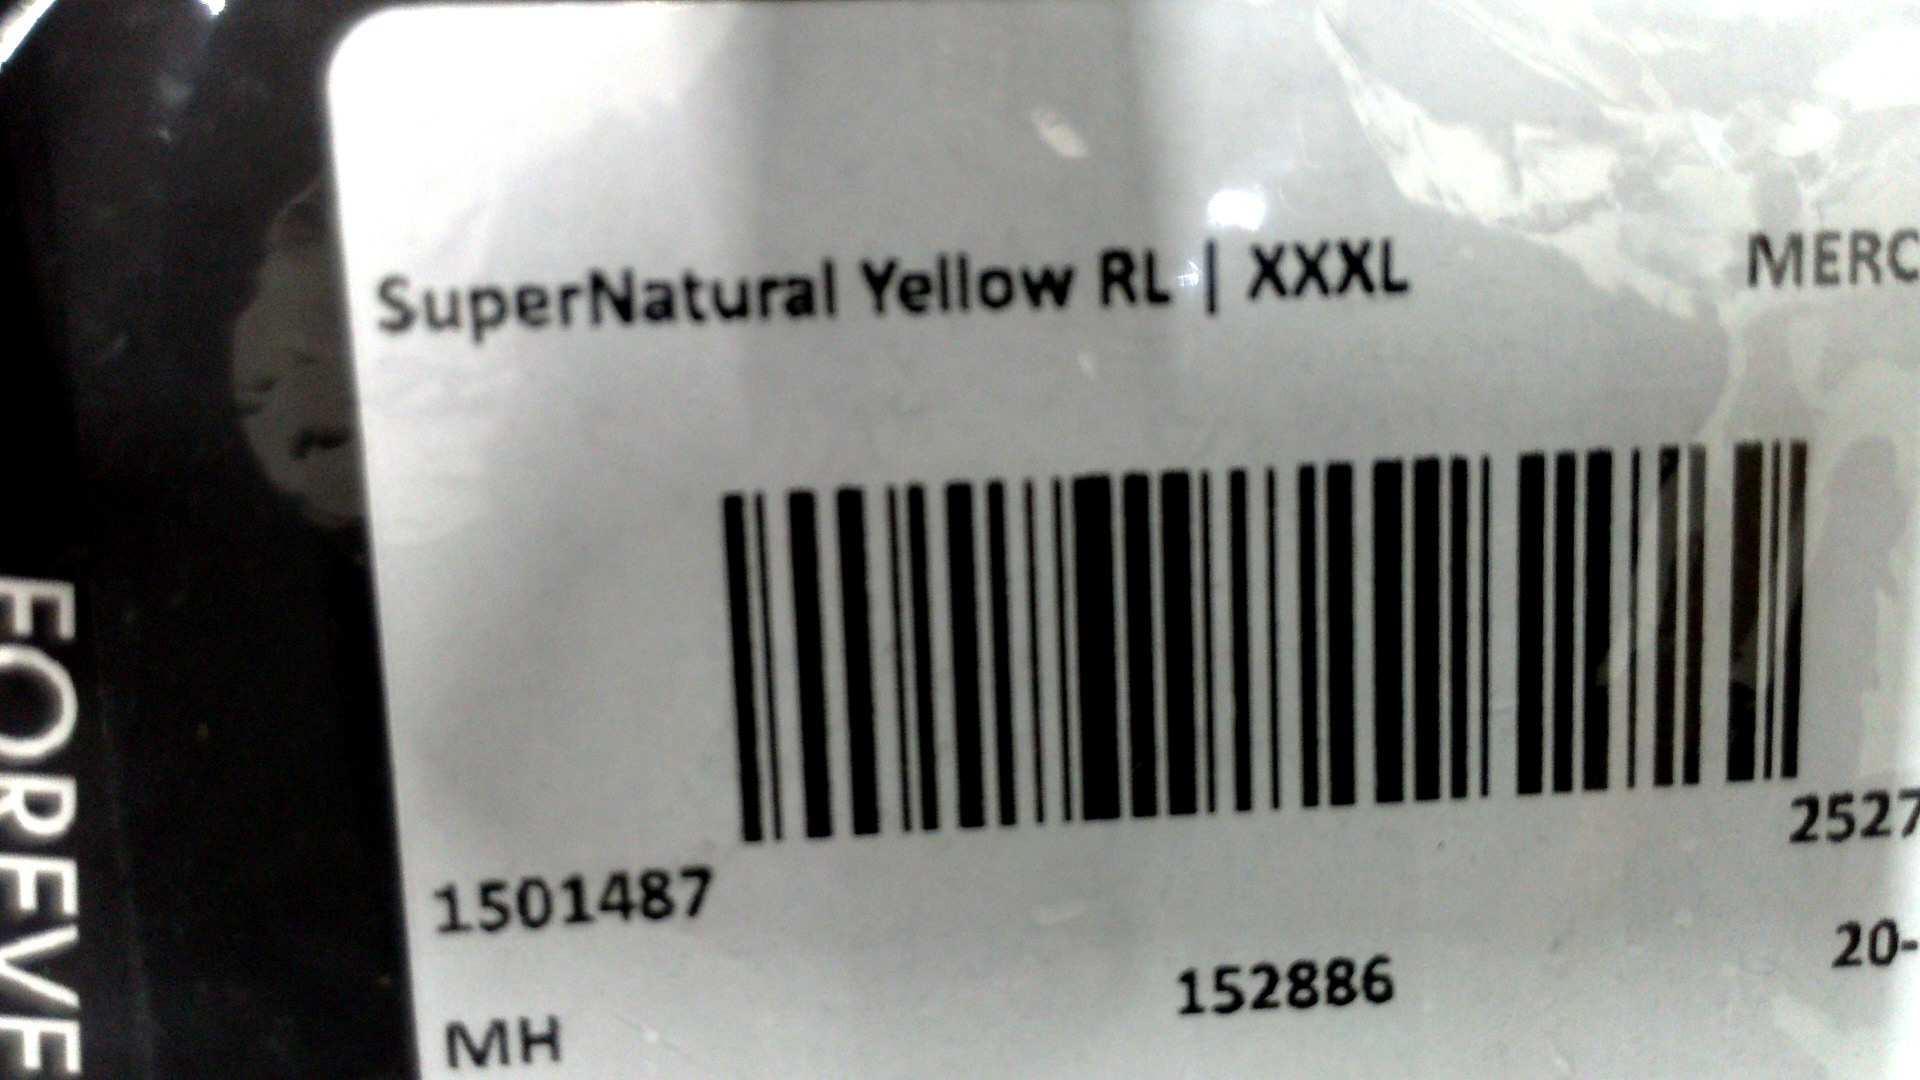 SuperNatural Yellow RL | XXXL
MERC
2527
1501487
20-
152886
MH
FOREVE